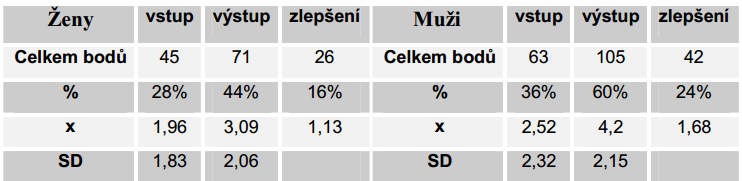 Ženy vstup výstup zlepšení Muži vstup výstup zlepšení
Celkem bodů 45 71 26 Celkem bodů 63 105 42
% 28% 44% 16% % 36% 60% 24%
x 1,96 3,09 1,13 x 2,52 4,2 1,68
SD 1,83 2,06 SD 2,32 2,15